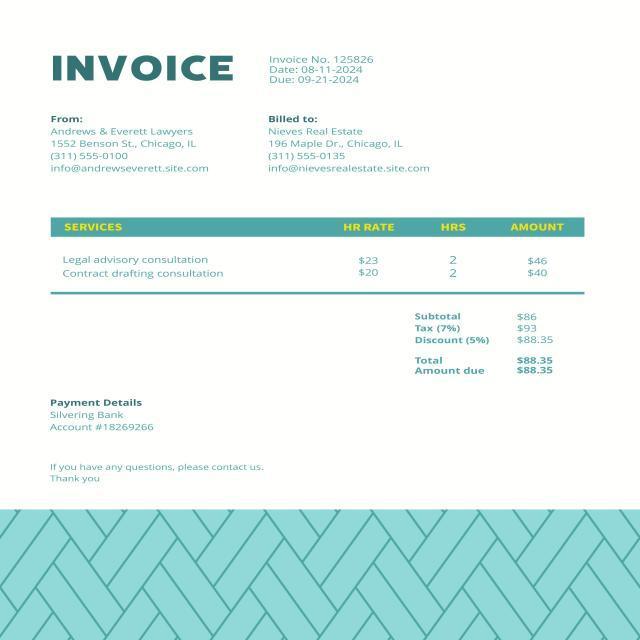 INVOICE
Invoice No. 125826
Date: 08-11-2024
Due: 09-21-2024
From:
Andrews & Everett Lawyers
1552 Benson St., Chicago, IL
(311) 555-0100
info@andrewseverett.site.com
Billed to:
Nieves Real Estate
196 Maple Dr., Chicago, IL
(311) 555-0135
info@nievesrealestate.site.com
SERVICES HR RATE HRS AMOUNT
Legal advisory consultation $23 2 $46
Contract drafting consultation $20 2 $40
Subtotal $86
Tax (7%) $93
Discount (5%) $88.35
Total $88.35
Amount due $88.35
Payment Details
Silvering Bank
Account #18269266
If you have any questions, please contact us.
Thank you